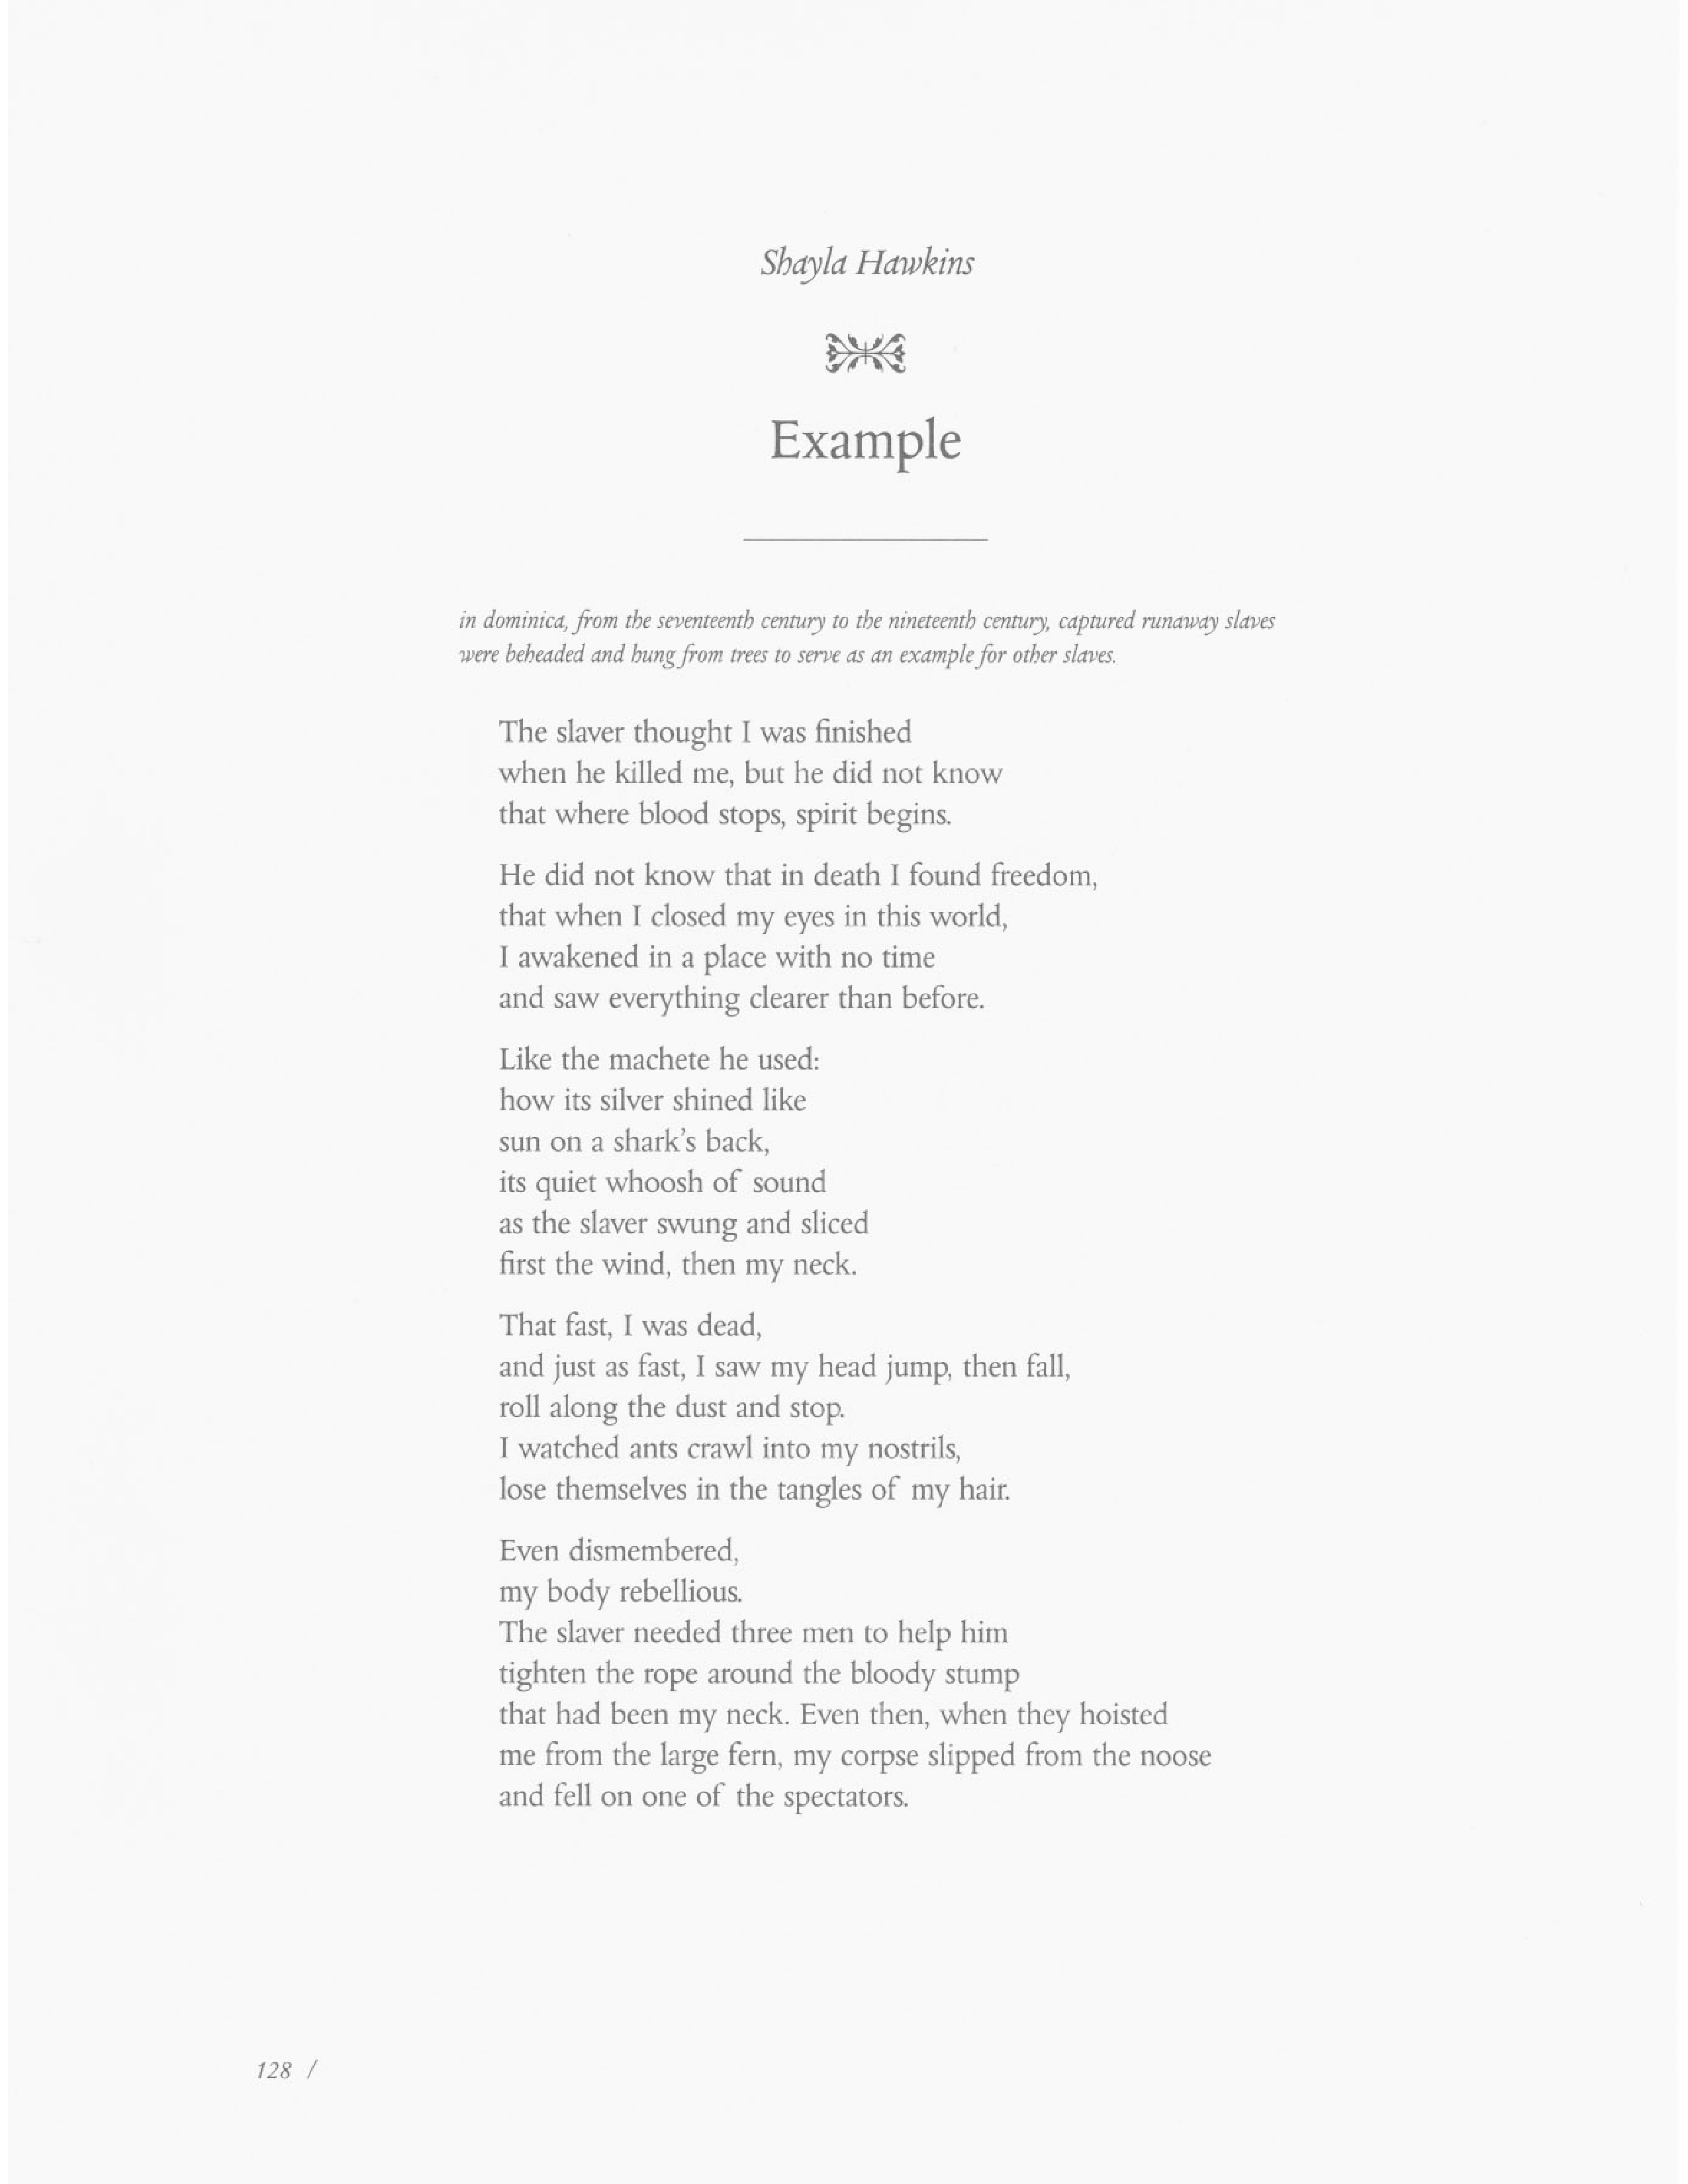 Shayla Hawkins
Example
in dominica, from the seventeenth century to the nineteenth century, captured runaway slaves
were beheaded and hung from trees to serve as an example for other slaves.
The slaver thought I was finished
when he killed me, but he did not know
that where blood stops, spirit begins.
He did not know that in death I found freedom,
that when I closed my eyes in this world,
I awakened in a place with no time
and saw everything clearer than before.
Like the machete he used:
how its silver shined like
sun on a shark's back,
its quiet whoosh of sound
as the slaver swung and sliced
first the wind, then my neck.
That fast, I was dead,
and just as fast, I saw my head jump, then fall,
roll along the dust and stop.
I watched ants crawl into my nostrils,
lose themselves in the tangles of my hair.
Even dismembered,
my body rebellious.
The slaver needed three men to help him
tighten the rope around the bloody stump
that had been my neck. Even then, when they hoisted
me from the large fern, my corpse slipped from the noose
and fell on one of the spectators.
128 /